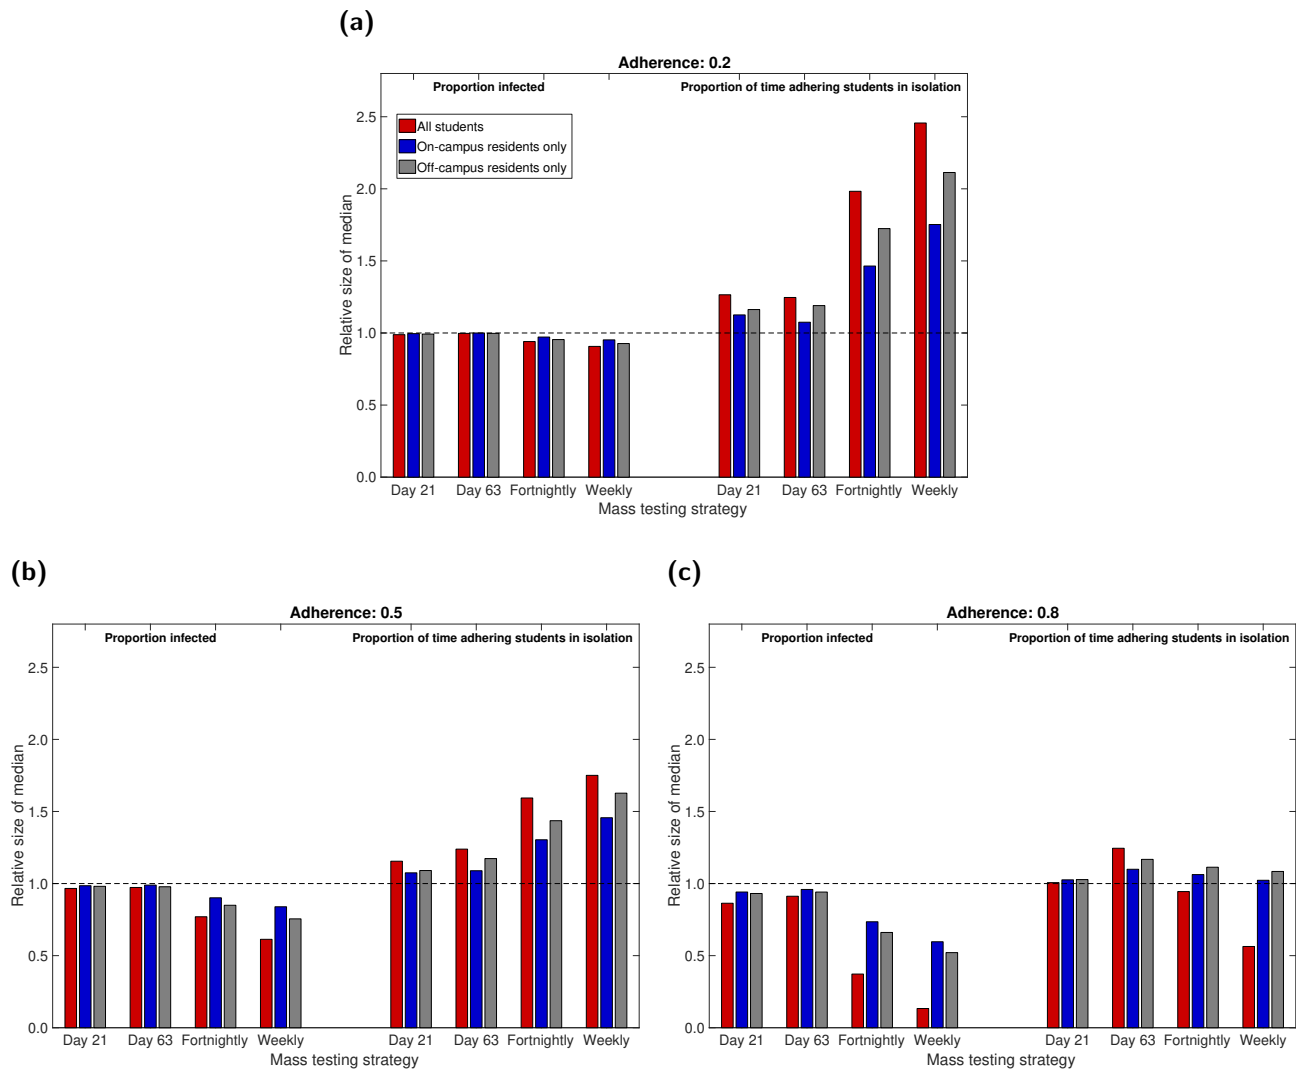 (a)
Adherence: 0.2
Proportion infected
Proportion of time adhering students in isolation
All students
On-campus residents only
Off-campus residents only
2.5
2.0
1.5
1.0
0.5
0.0
Relative size of median
Day 21 Day 63 Fortnightly Weekly Day 21 Day 63 Fortnightly Weekly
Mass testing strategy
(b)
Adherence: 0.5
Proportion infected
Proportion of time adhering students in isolation
2.5
2.0
1.5
1.0
0.5
0.0
Relative size of median
Day 21 Day 63 Fortnightly Weekly Day 21 Day 63 Fortnightly Weekly
Mass testing strategy
(c)
Adherence: 0.8
Proportion infected
Proportion of time adhering students in isolation
2.5
2.0
1.5
1.0
0.5
0.0
Relative size of median
Day 21 Day 63 Fortnightly Weekly Day 21 Day 63 Fortnightly Weekly
Mass testing strategy